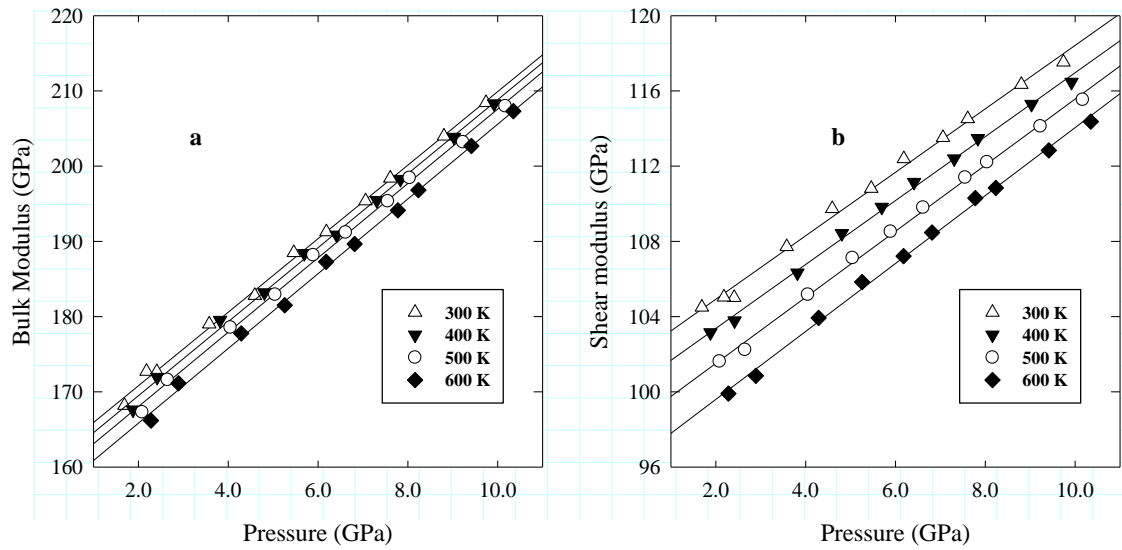 220
210
200
190
180
170
160
Bulk Modulus (GPa)
a
300 K
400 K
500 K
600 K
2.0 4.0 6.0 8.0 10.0
Pressure (GPa)
120
116
112
108
104
100
96
Shear modulus (GPa)
b
300 K
400 K
500 K
600 K
2.0 4.0 6.0 8.0 10.0
Pressure (GPa)